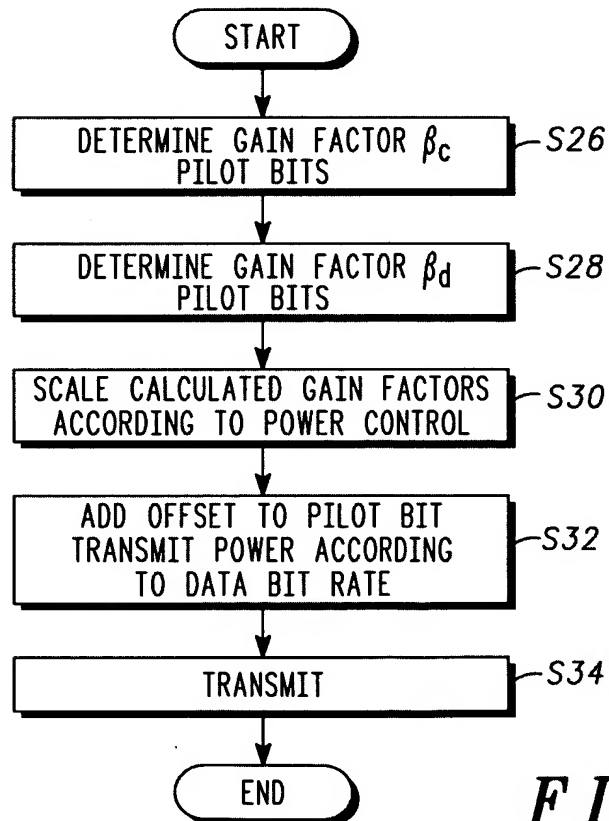 START
DETERMINE GAIN FACTOR βc
PILOT BITS
S26
DETERMINE GAIN FACTOR βd
PILOT BITS
S28
SCALE CALCULATED GAIN FACTORS
ACCORDING TO POWER CONTROL
S30
ADD OFFSET TO PILOT BIT
TRANSMIT POWER ACCORDING
TO DATA BIT RATE
S32
TRANSMIT
S34
END